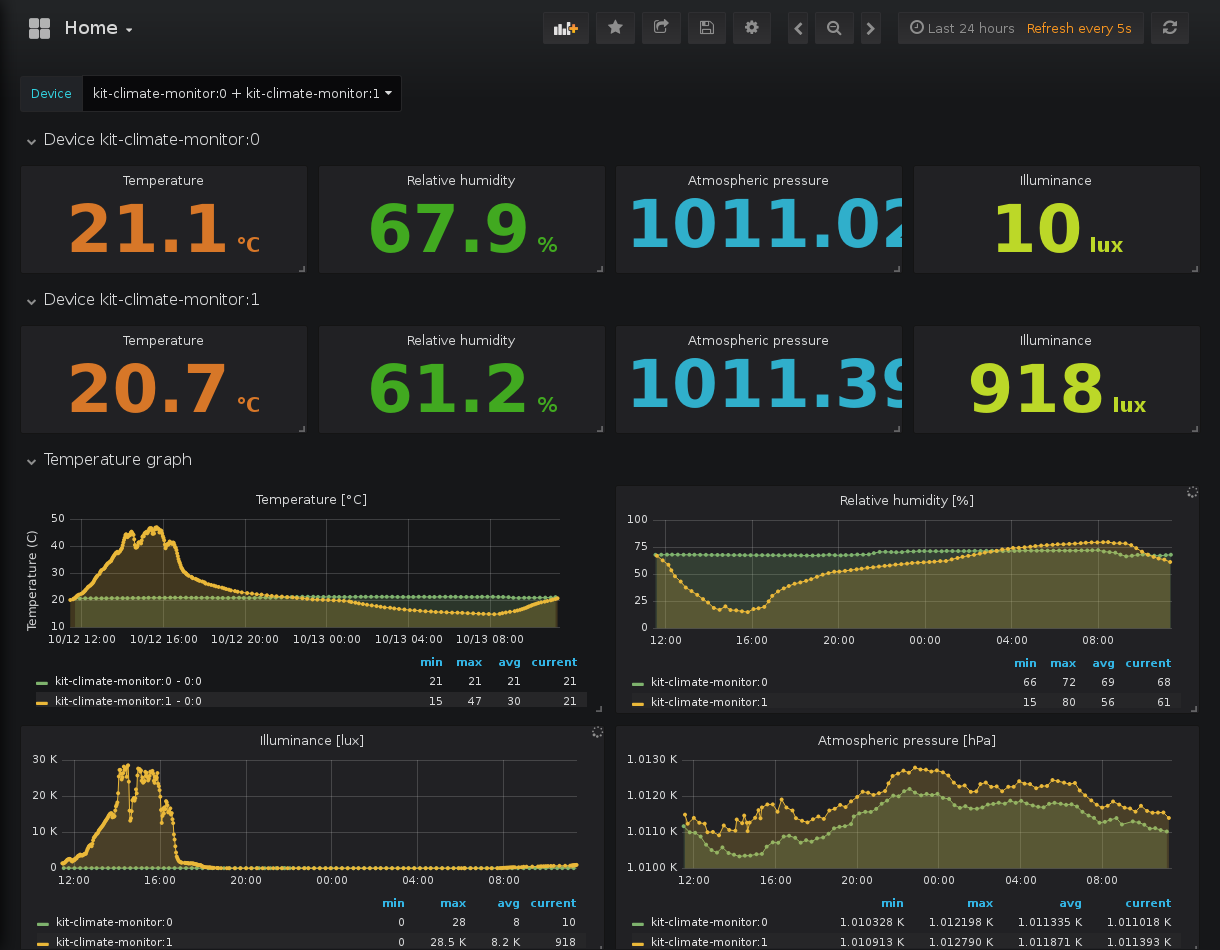 Home
Last 24 hours Refresh every 5s
Device kit-climate-monitor:0 + kit-climate-monitor:1
Device kit-climate-monitor:0
Temperature Relative humidity Atmospheric pressure Illuminance
21.1 °C 67.9 % 1011.02 10 lux
Device kit-climate-monitor:1
Temperature Relative humidity Atmospheric pressure Illuminance
20.7 °C 61.2 % 1011.39 918 lux
Temperature graph
Temperature [°C]
Temperature (C)
50
40
30
20
10
10/12 12:00 10/12 16:00 10/12 20:00 10/13 00:00 10/13 04:00 10/13 08:00
min max avg current
kit-climate-monitor:0 - 0:0 21 21 21 21
kit-climate-monitor:1 - 0:0 15 47 30 21
Relative humidity [%]
100
75
50
25
0
12:00 16:00 20:00 00:00 04:00 08:00
min max avg current
kit-climate-monitor:0 66 72 69 68
kit-climate-monitor:1 15 80 56 61
Illuminance [lux]
30 K
20 K
10 K
0
12:00 16:00 20:00 00:00 04:00 08:00
min max avg current
kit-climate-monitor:0 0 28 8 10
kit-climate-monitor:1 0 28.5 K 8.2 K 918
Atmospheric pressure [hPa]
1.0130 K
1.0120 K
1.0110 K
1.0100 K
12:00 16:00 20:00 00:00 04:00 08:00
min max avg current
kit-climate-monitor:0 1.010328 K 1.012198 K 1.011335 K 1.011018 K
kit-climate-monitor:1 1.010913 K 1.012790 K 1.011871 K 1.011393 K